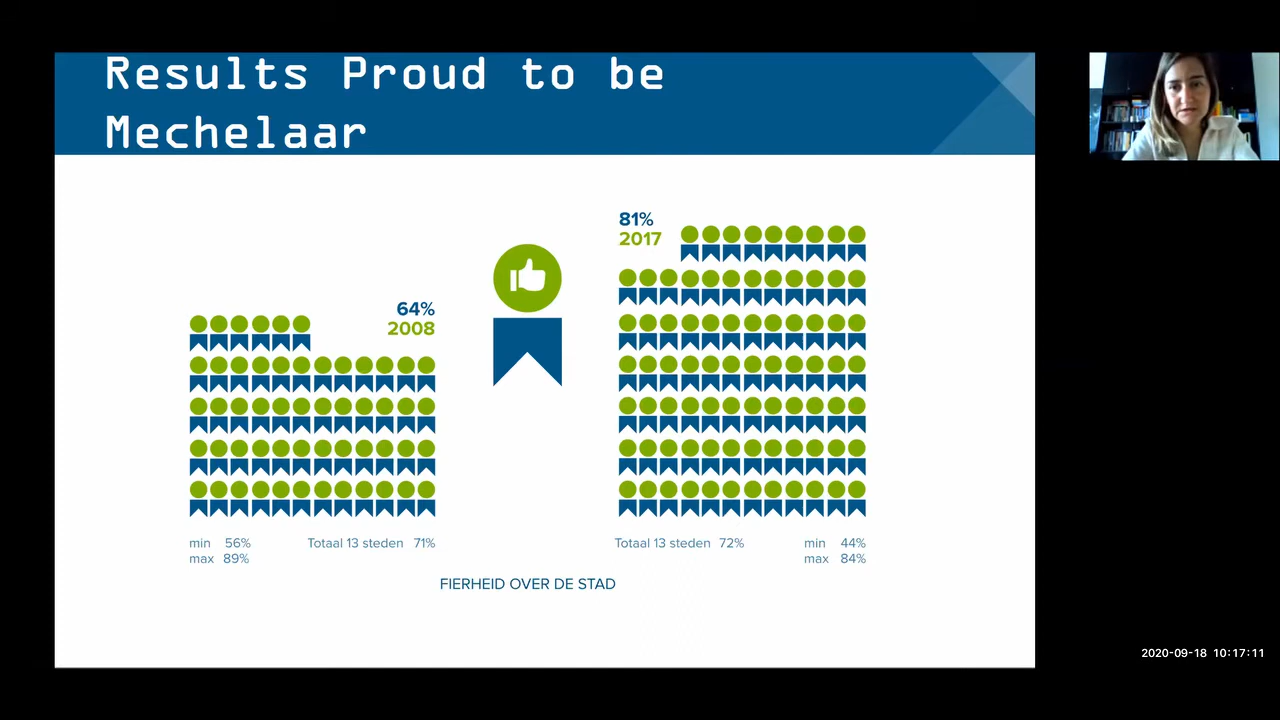 Results Proud to be
Mechelaar
81%
2017
64%
2008
min 56%
max 89%
Totaal 13 steden 71%
Totaal 13 steden 72%
min 44%
max 84%
FIERHEID OVER DE STAD
2020-09-18 10:17:11